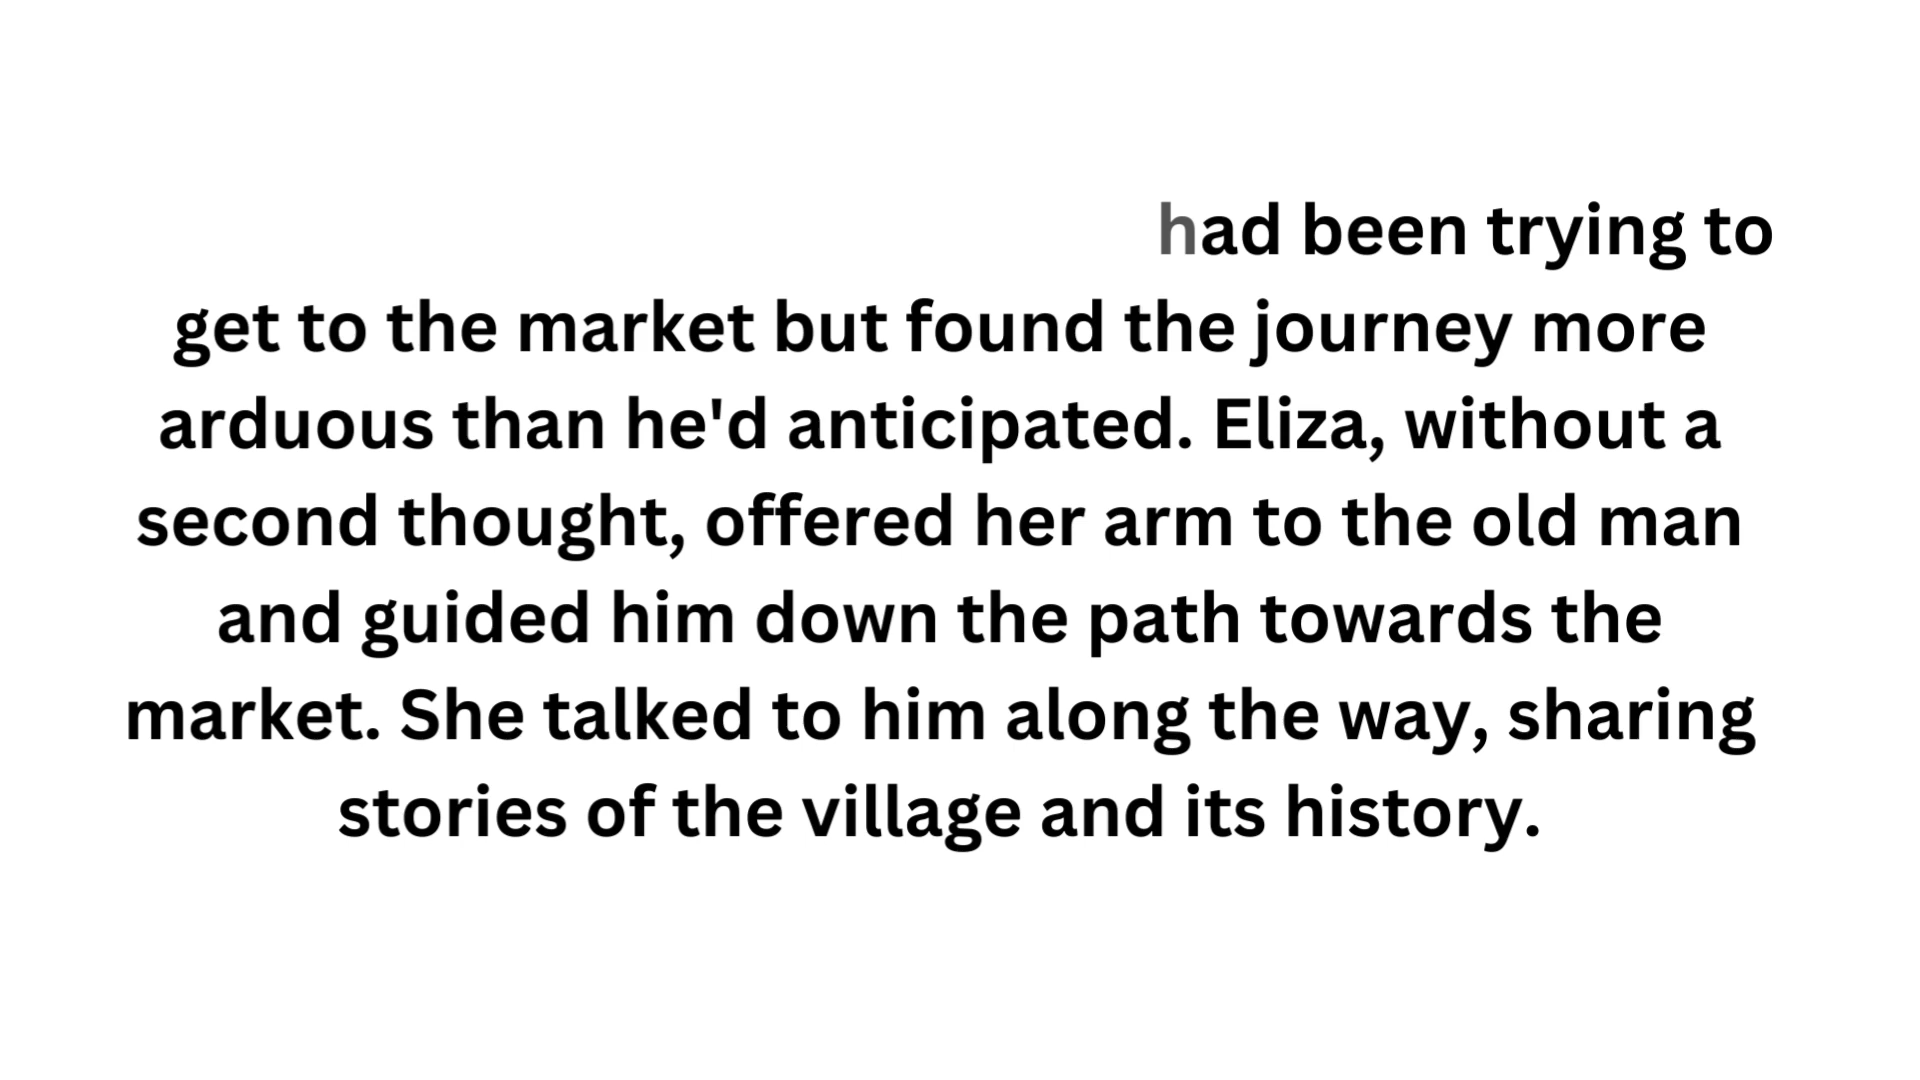 had been trying to
get to the market but found the journey more
arduous than he'd anticipated. Eliza, without a
second thought, offered her arm to the old man
and guided him down the path towards the
market. She talked to him along the way, sharing
stories of the village and its history.